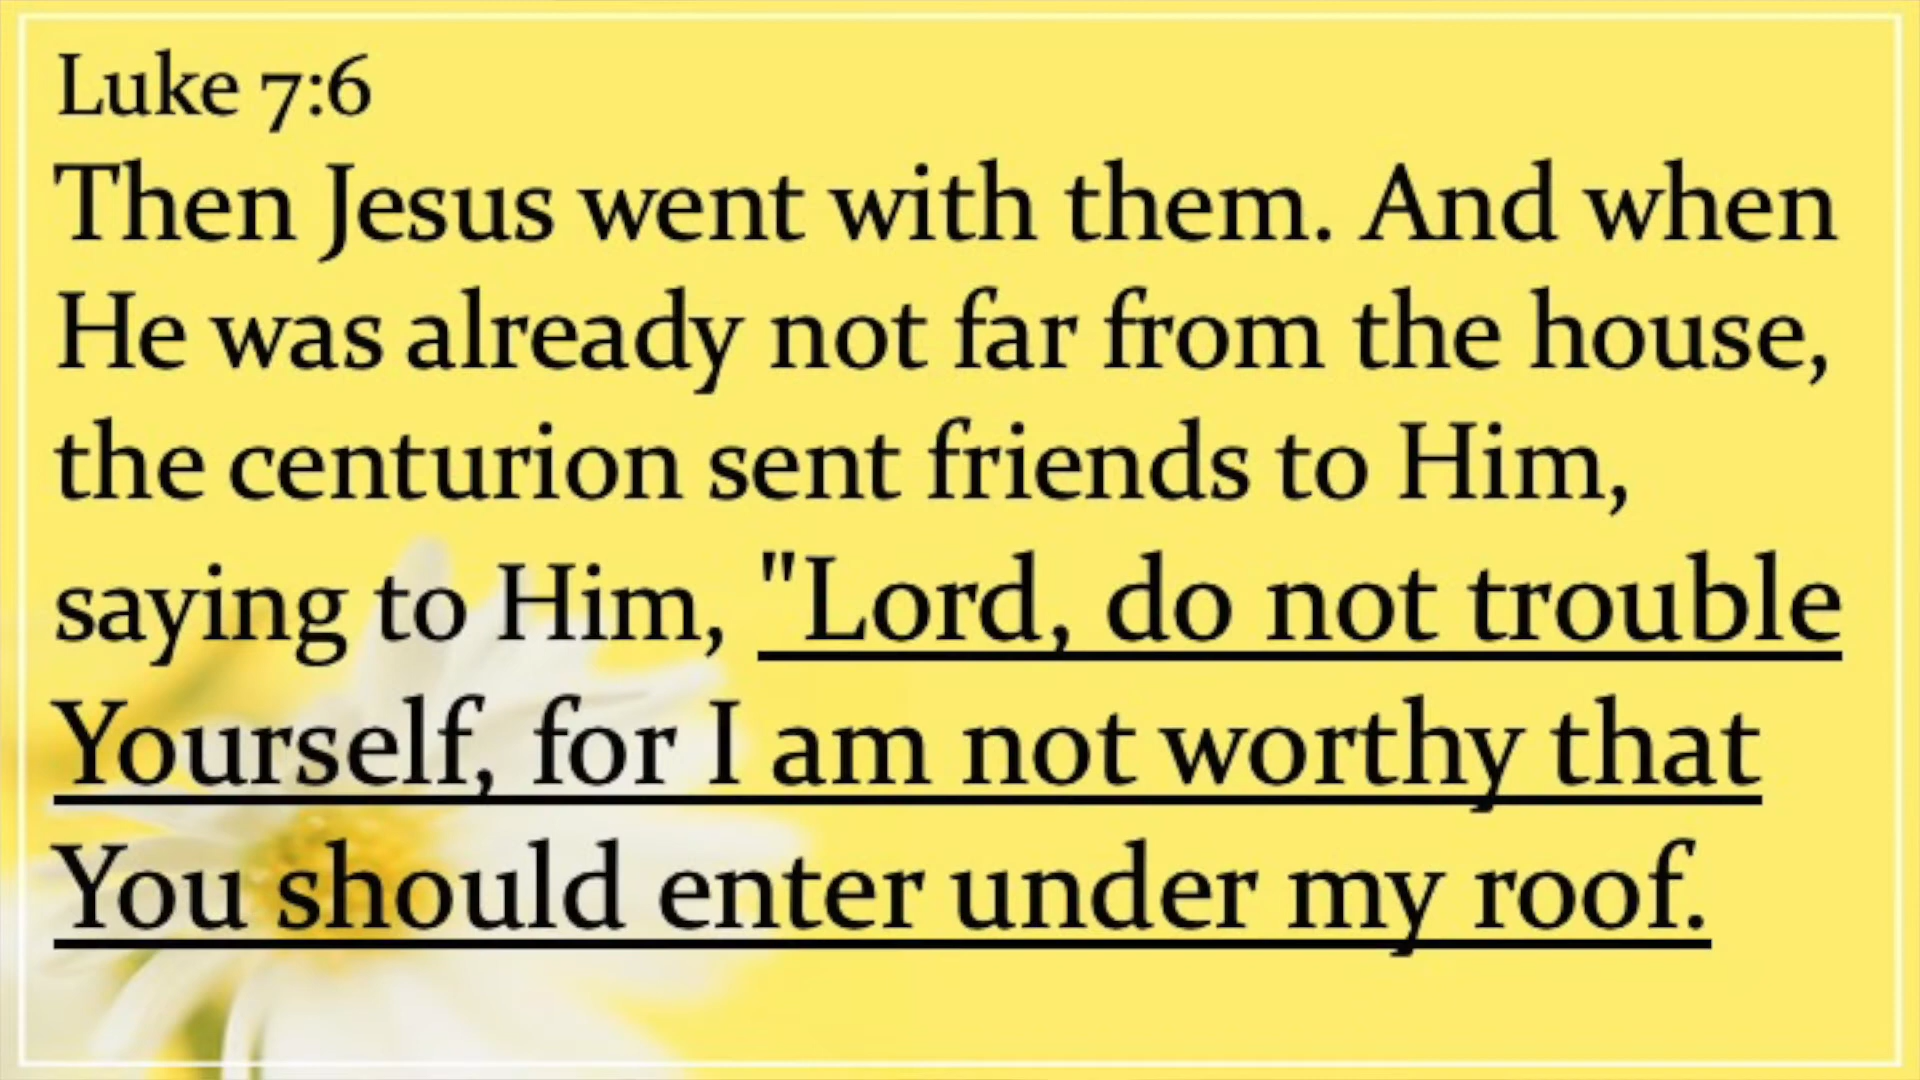 Luke 7:6
Then Jesus went with them. And when
He was already not far from the house,
the centurion sent friends to Him,
saying to Him, "Lord, do not trouble
Yourself, for I am not worthy that
You should enter under my roof.